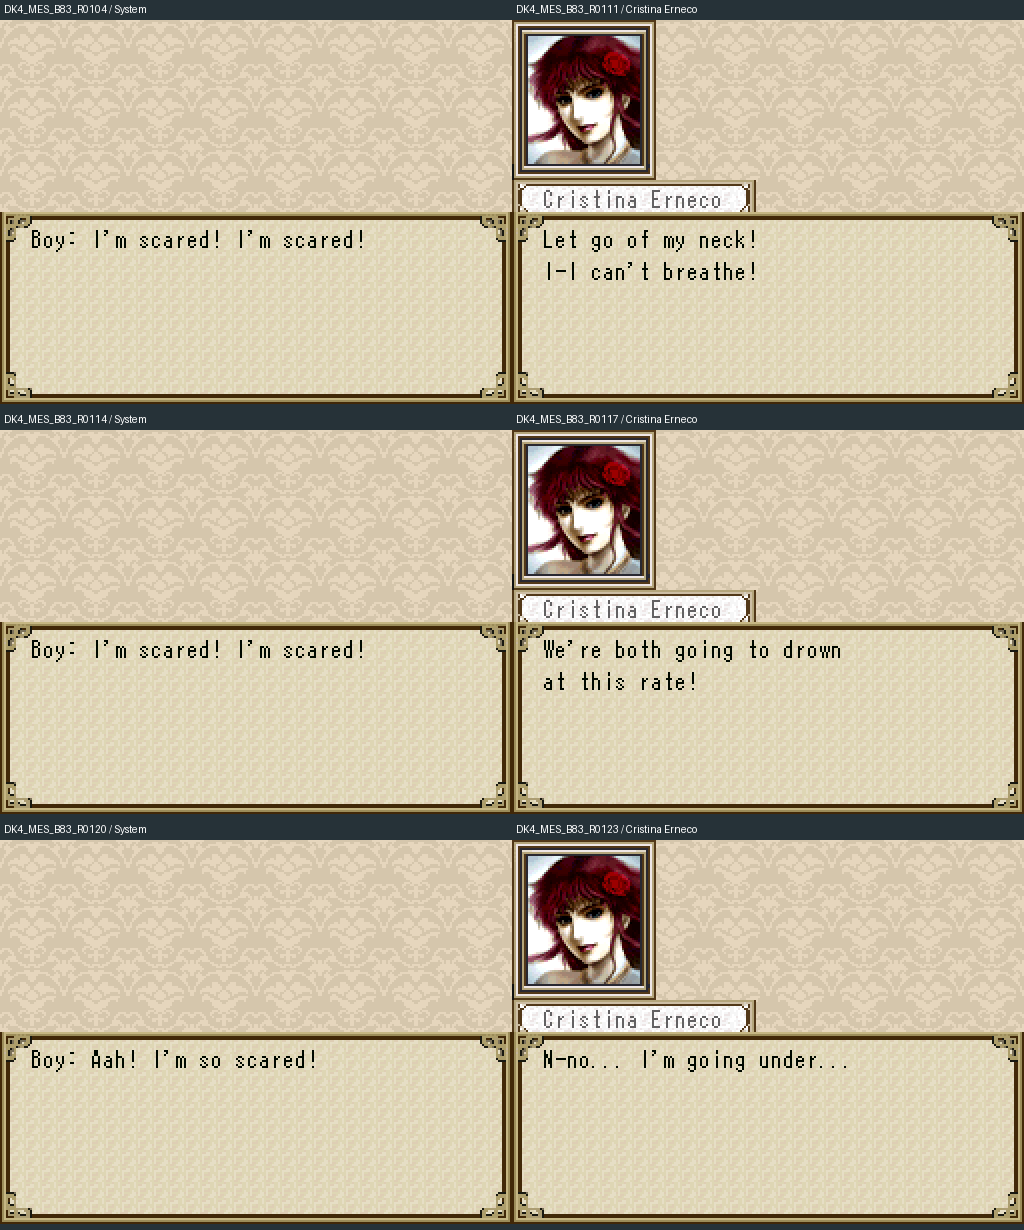 DK4_MES_B83_R0104 / System
Boy: I'm scared! I'm scared!
DK4_MES_B83_R0111 / Cristina Erneco
Cristina Erneco
Let go of my neck!
I-I can't breathe!
DK4_MES_B83_R0114 / System
Boy: I'm scared! I'm scared!
DK4_MES_B83_R0117 / Cristina Erneco
Cristina Erneco
We're both going to drown
at this rate!
DK4_MES_B83_R0120 / System
Boy: Aah! I'm so scared!
DK4_MES_B83_R0123 / Cristina Erneco
Cristina Erneco
N-no... I'm going under...